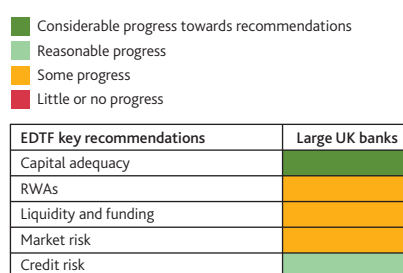 Considerable progress towards recommendations
Reasonable progress
Some progress
Little or no progress
EDTF key recommendations Large UK banks
Capital adequacy
RWAs
Liquidity and funding
Market risk
Credit risk